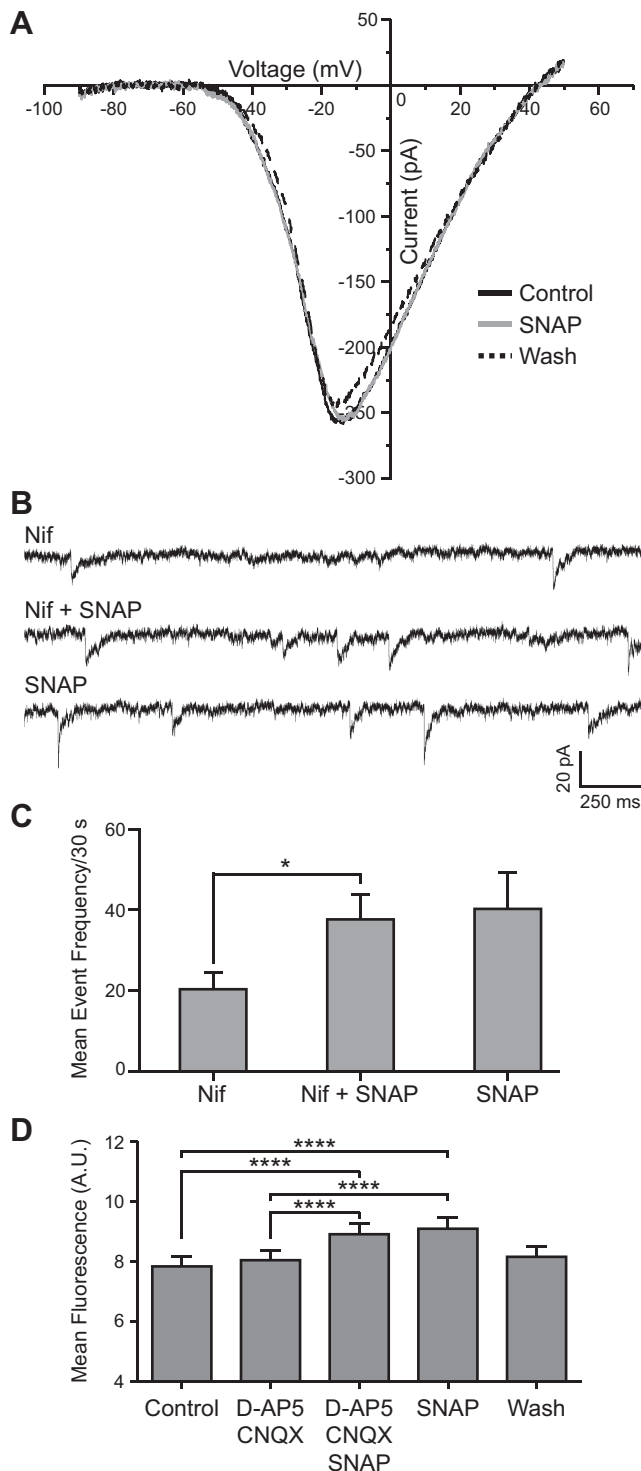 A
50
Voltage (mV)
-100
-80
-60
-40
-20
0
20
40
60
-50
-100
-150
-200
-250
-300
Current (pA)
Control
SNAP
Wash
B
Nif
Nif + SNAP
SNAP
20 pA
250 ms
C
Mean Event Frequency/30 s
60
40
20
0
*
Nif
Nif + SNAP
SNAP
D
Mean Fluorescence (A.U.)
12
10
8
6
4
****
****
****
****
Control
D-AP5
CNQX
D-AP5
CNQX
SNAP
SNAP
Wash